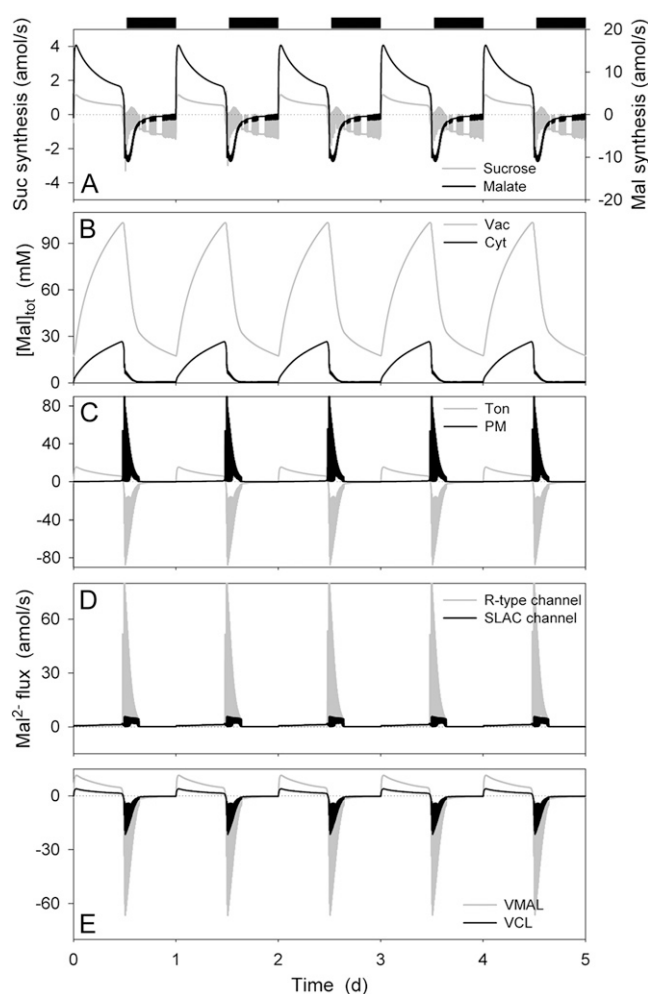 Suc synthesis (amol/s)
4
2
0
-2
-4
A
Sucrose
Malate
20
10
0
-10
-20
Mal synthesis (amol/s)
[Mal]tot (mM)
90
60
30
0
B
Vac
Cyt
80
40
0
-40
-80
C
Ton
PM
Mal2- flux (amol/s)
60
30
0
D
R-type channel
SLAC channel
0
-30
-60
E
VMAL
VCL
0 1 2 3 4 5
Time (d)